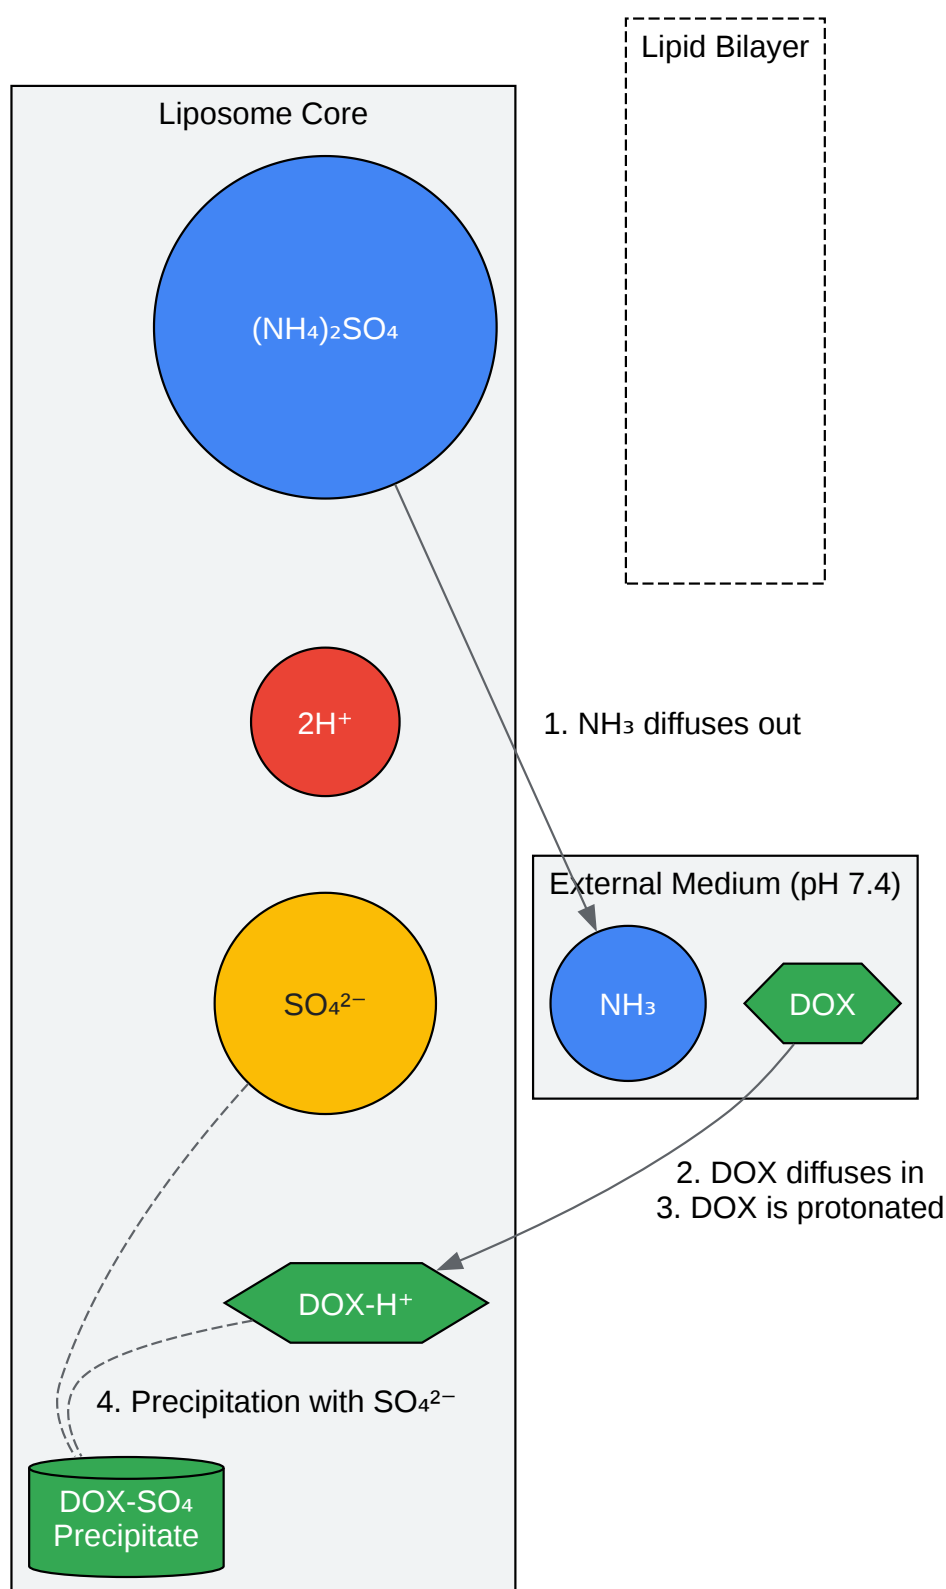 Lipid Bilayer
Liposome Core
(NH₄)₂SO₄
2H⁺
1. NH₃ diffuses out
External Medium (pH 7.4)
SO₄²⁻
NH₃
DOX
2. DOX diffuses in
3. DOX is protonated
DOX-H⁺
4. Precipitation with SO₄²⁻
DOX-SO₄
Precipitate